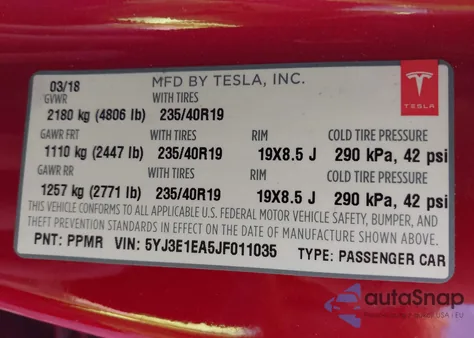 03/18 MFD BY TESLA, INC.
GVWR WITH TIRES
2180 kg (4806 lb) 235/40R19
TESLA
GAWR FRT WITH TIRES RIM COLD TIRE PRESSURE
1110 kg (2447 lb) 235/40R19 19X8.5 J 290 kPa, 42 psi
GAWR RR WITH TIRES RIM COLD TIRE PRESSURE
1257 kg (2771 lb) 235/40R19 19X8.5 J 290 kPa, 42 psi
THIS VEHICLE CONFORMS TO ALL APPLICABLE U.S. FEDERAL MOTOR VEHICLE SAFETY, BUMPER, AND
THEFT PREVENTION STANDARDS IN EFFECT ON THE DATE OF MANUFACTURE SHOWN ABOVE.
PNT: PPMR VIN: 5YJ3E1EA5JF011035 TYPE: PASSENGER CAR
autoSnap